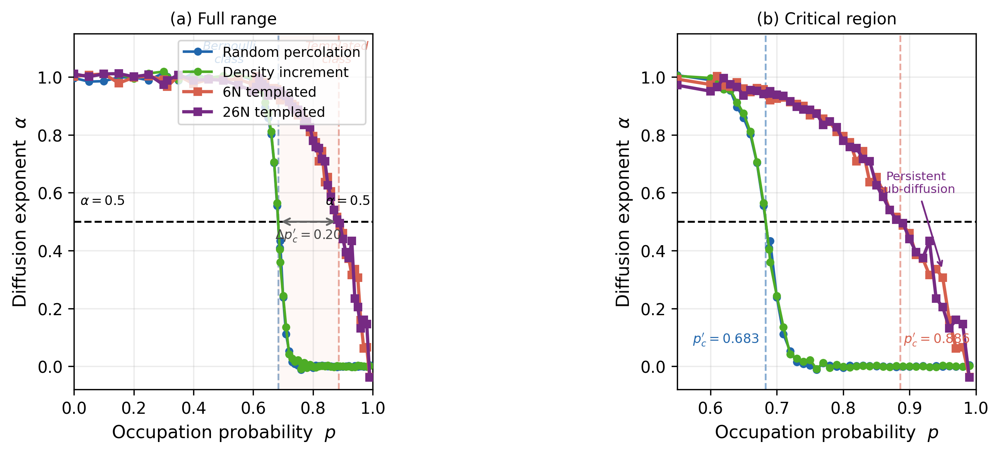 (a) Full range
Bernoulli
class
Templated
class
Random percolation
Density increment
6N templated
26N templated
α = 0.5
α = 0.5
Δp′c = 0.20
Diffusion exponent α
1.0
0.8
0.6
0.4
0.2
0.0
0.0 0.2 0.4 0.6 0.8 1.0
Occupation probability p
(b) Critical region
Persistent
sub-diffusion
p′c = 0.683
p′c = 0.886
Diffusion exponent α
1.0
0.8
0.6
0.4
0.2
0.0
0.6 0.7 0.8 0.9 1.0
Occupation probability p